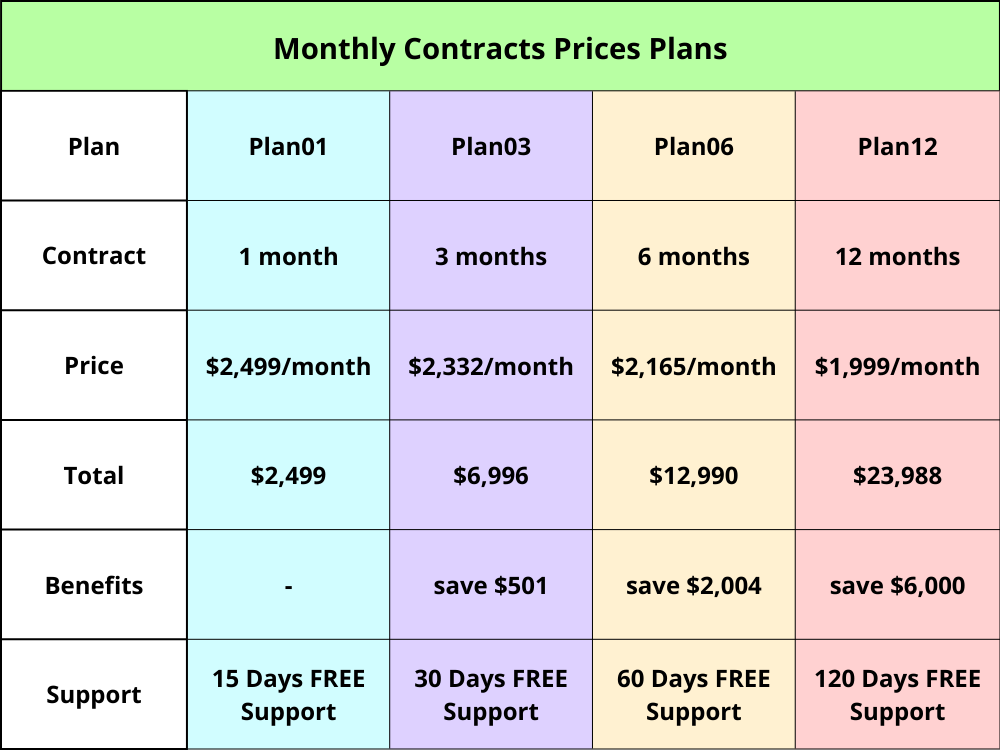 Monthly Contracts Prices Plans
Plan Plan01 Plan03 Plan06 Plan12
Contract 1 month 3 months 6 months 12 months
Price $2,499/month $2,332/month $2,165/month $1,999/month
Total $2,499 $6,996 $12,990 $23,988
Benefits - save $501 save $2,004 save $6,000
Support 15 Days FREE Support 30 Days FREE Support 60 Days FREE Support 120 Days FREE Support